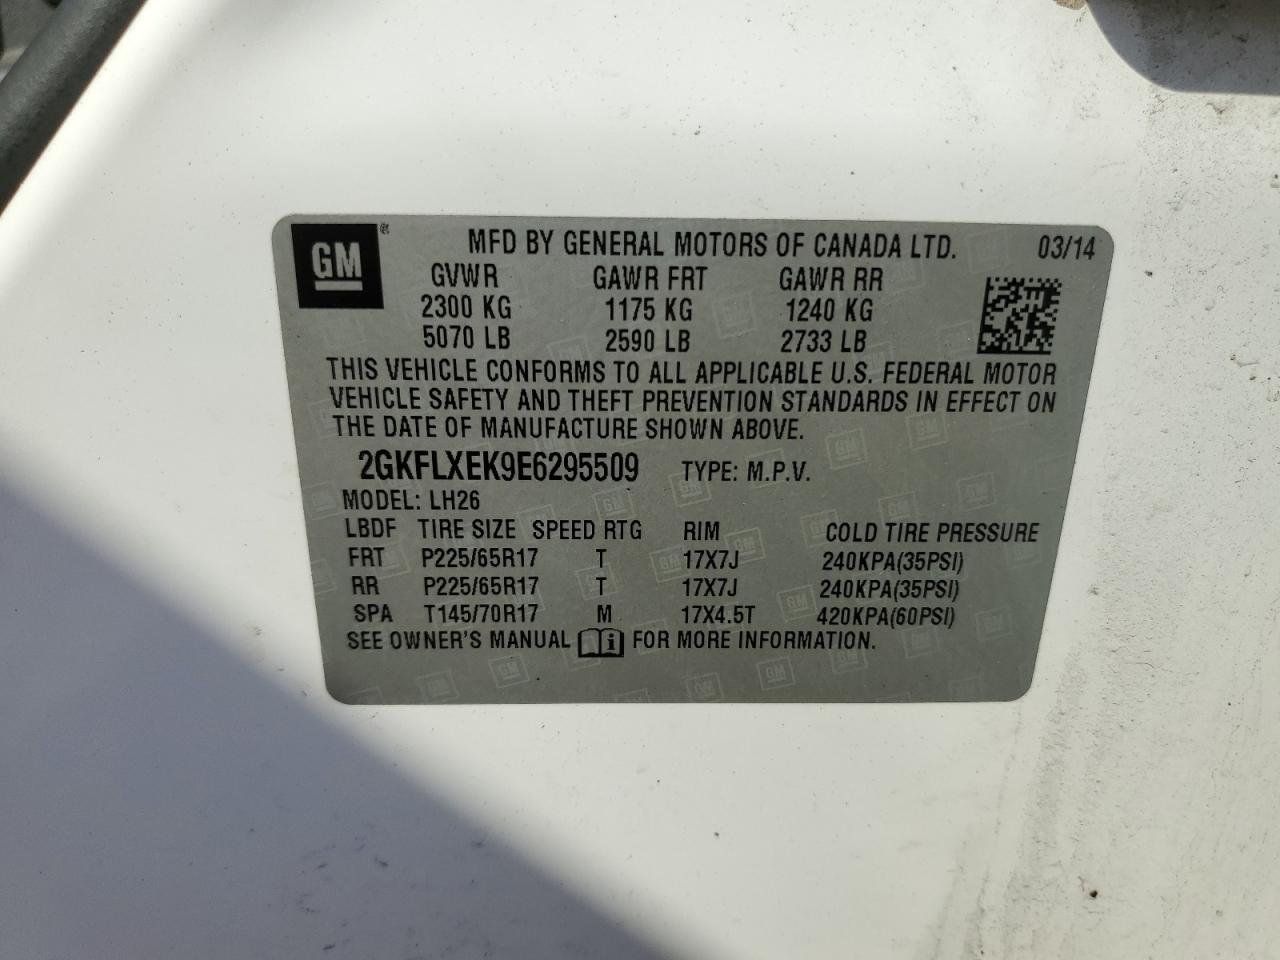 GM® MFD BY GENERAL MOTORS OF CANADA LTD. 03/14
GVWR GAWR FRT GAWR RR
2300 KG 1175 KG 1240 KG
5070 LB 2590 LB 2733 LB
THIS VEHICLE CONFORMS TO ALL APPLICABLE U.S. FEDERAL MOTOR
VEHICLE SAFETY AND THEFT PREVENTION STANDARDS IN EFFECT ON
THE DATE OF MANUFACTURE SHOWN ABOVE.
2GKFLXEK9E6295509 TYPE: M.P.V.
MODEL: LH26
LBDF TIRE SIZE SPEED RTG RIM COLD TIRE PRESSURE
FRT P225/65R17 T 17X7J 240KPA(35PSI)
RR P225/65R17 T 17X7J 240KPA(35PSI)
SPA T145/70R17 M 17X4.5T 420KPA(60PSI)
SEE OWNER'S MANUAL i FOR MORE INFORMATION.